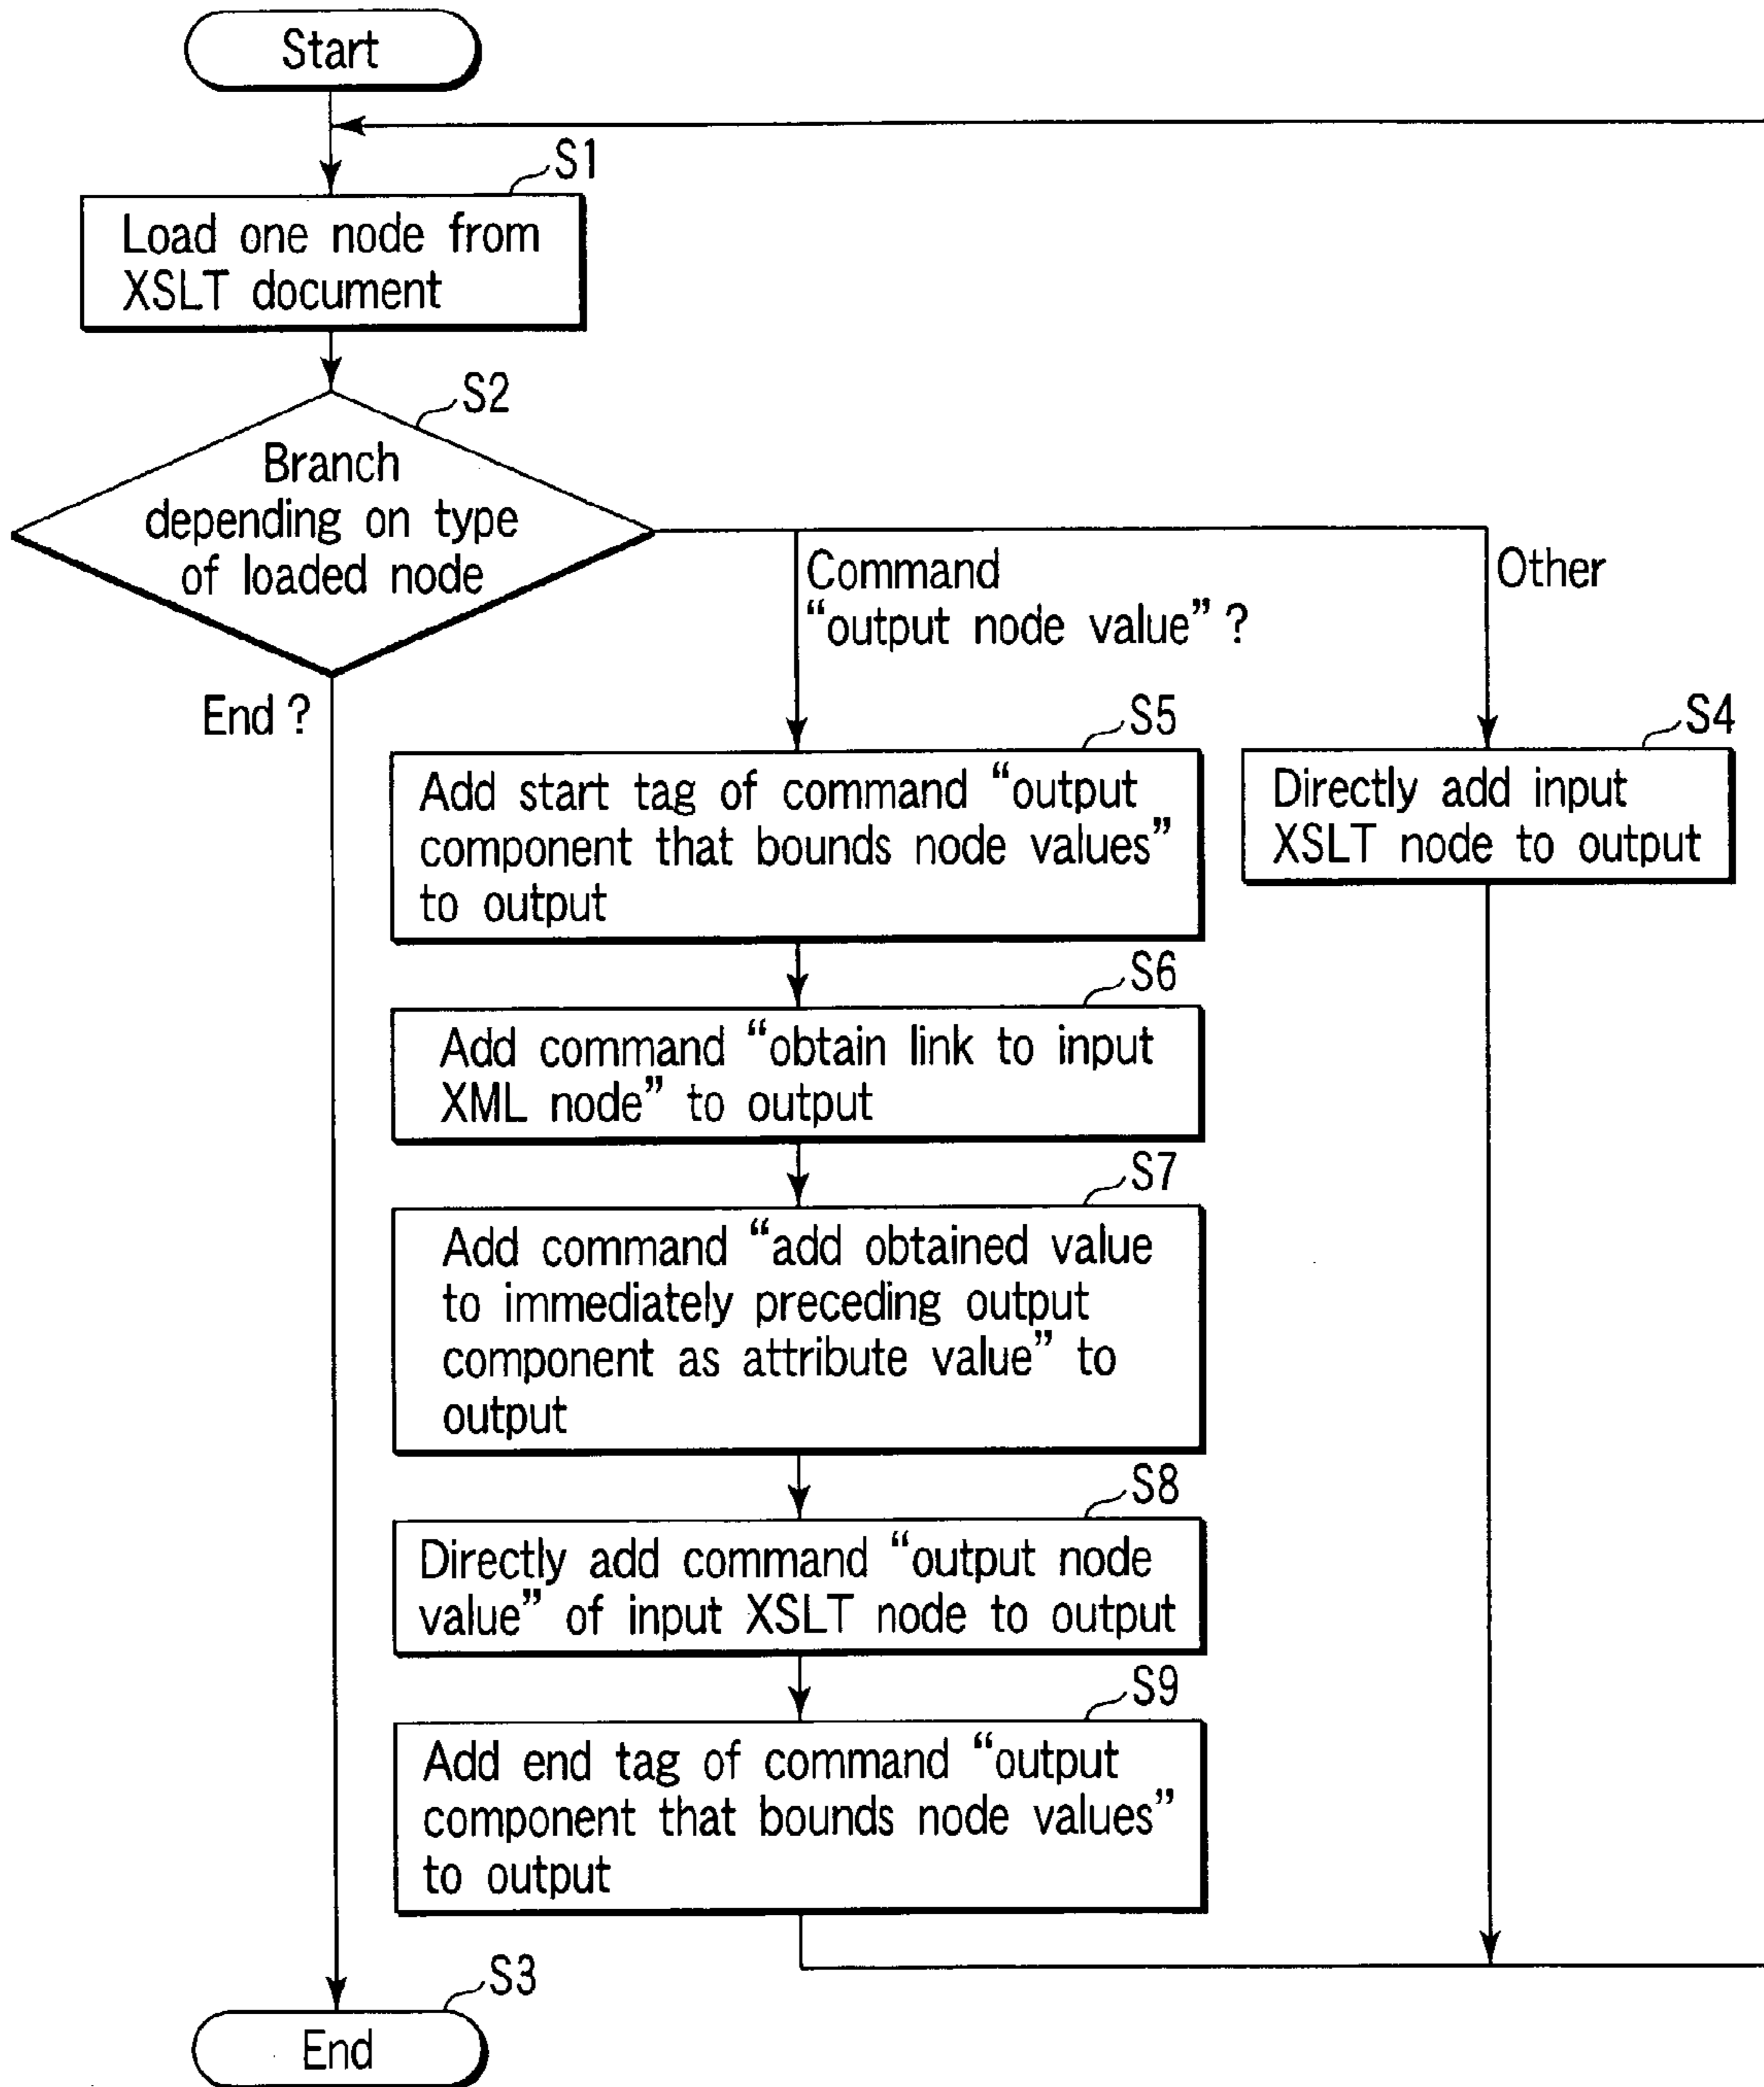 Start
S1
Load one node from
XSLT document
S2
Branch
depending on type
of loaded node
Command
“output node value” ?
Other
End ?
S5
Add start tag of command “output
component that bounds node values”
to output
S4
Directly add input
XSLT node to output
S6
Add command “obtain link to input
XML node” to output
S7
Add command “add obtained value
to immediately preceding output
component as attribute value” to
output
S8
Directly add command “output node
value” of input XSLT node to output
S9
Add end tag of command “output
component that bounds node values”
to output
S3
End